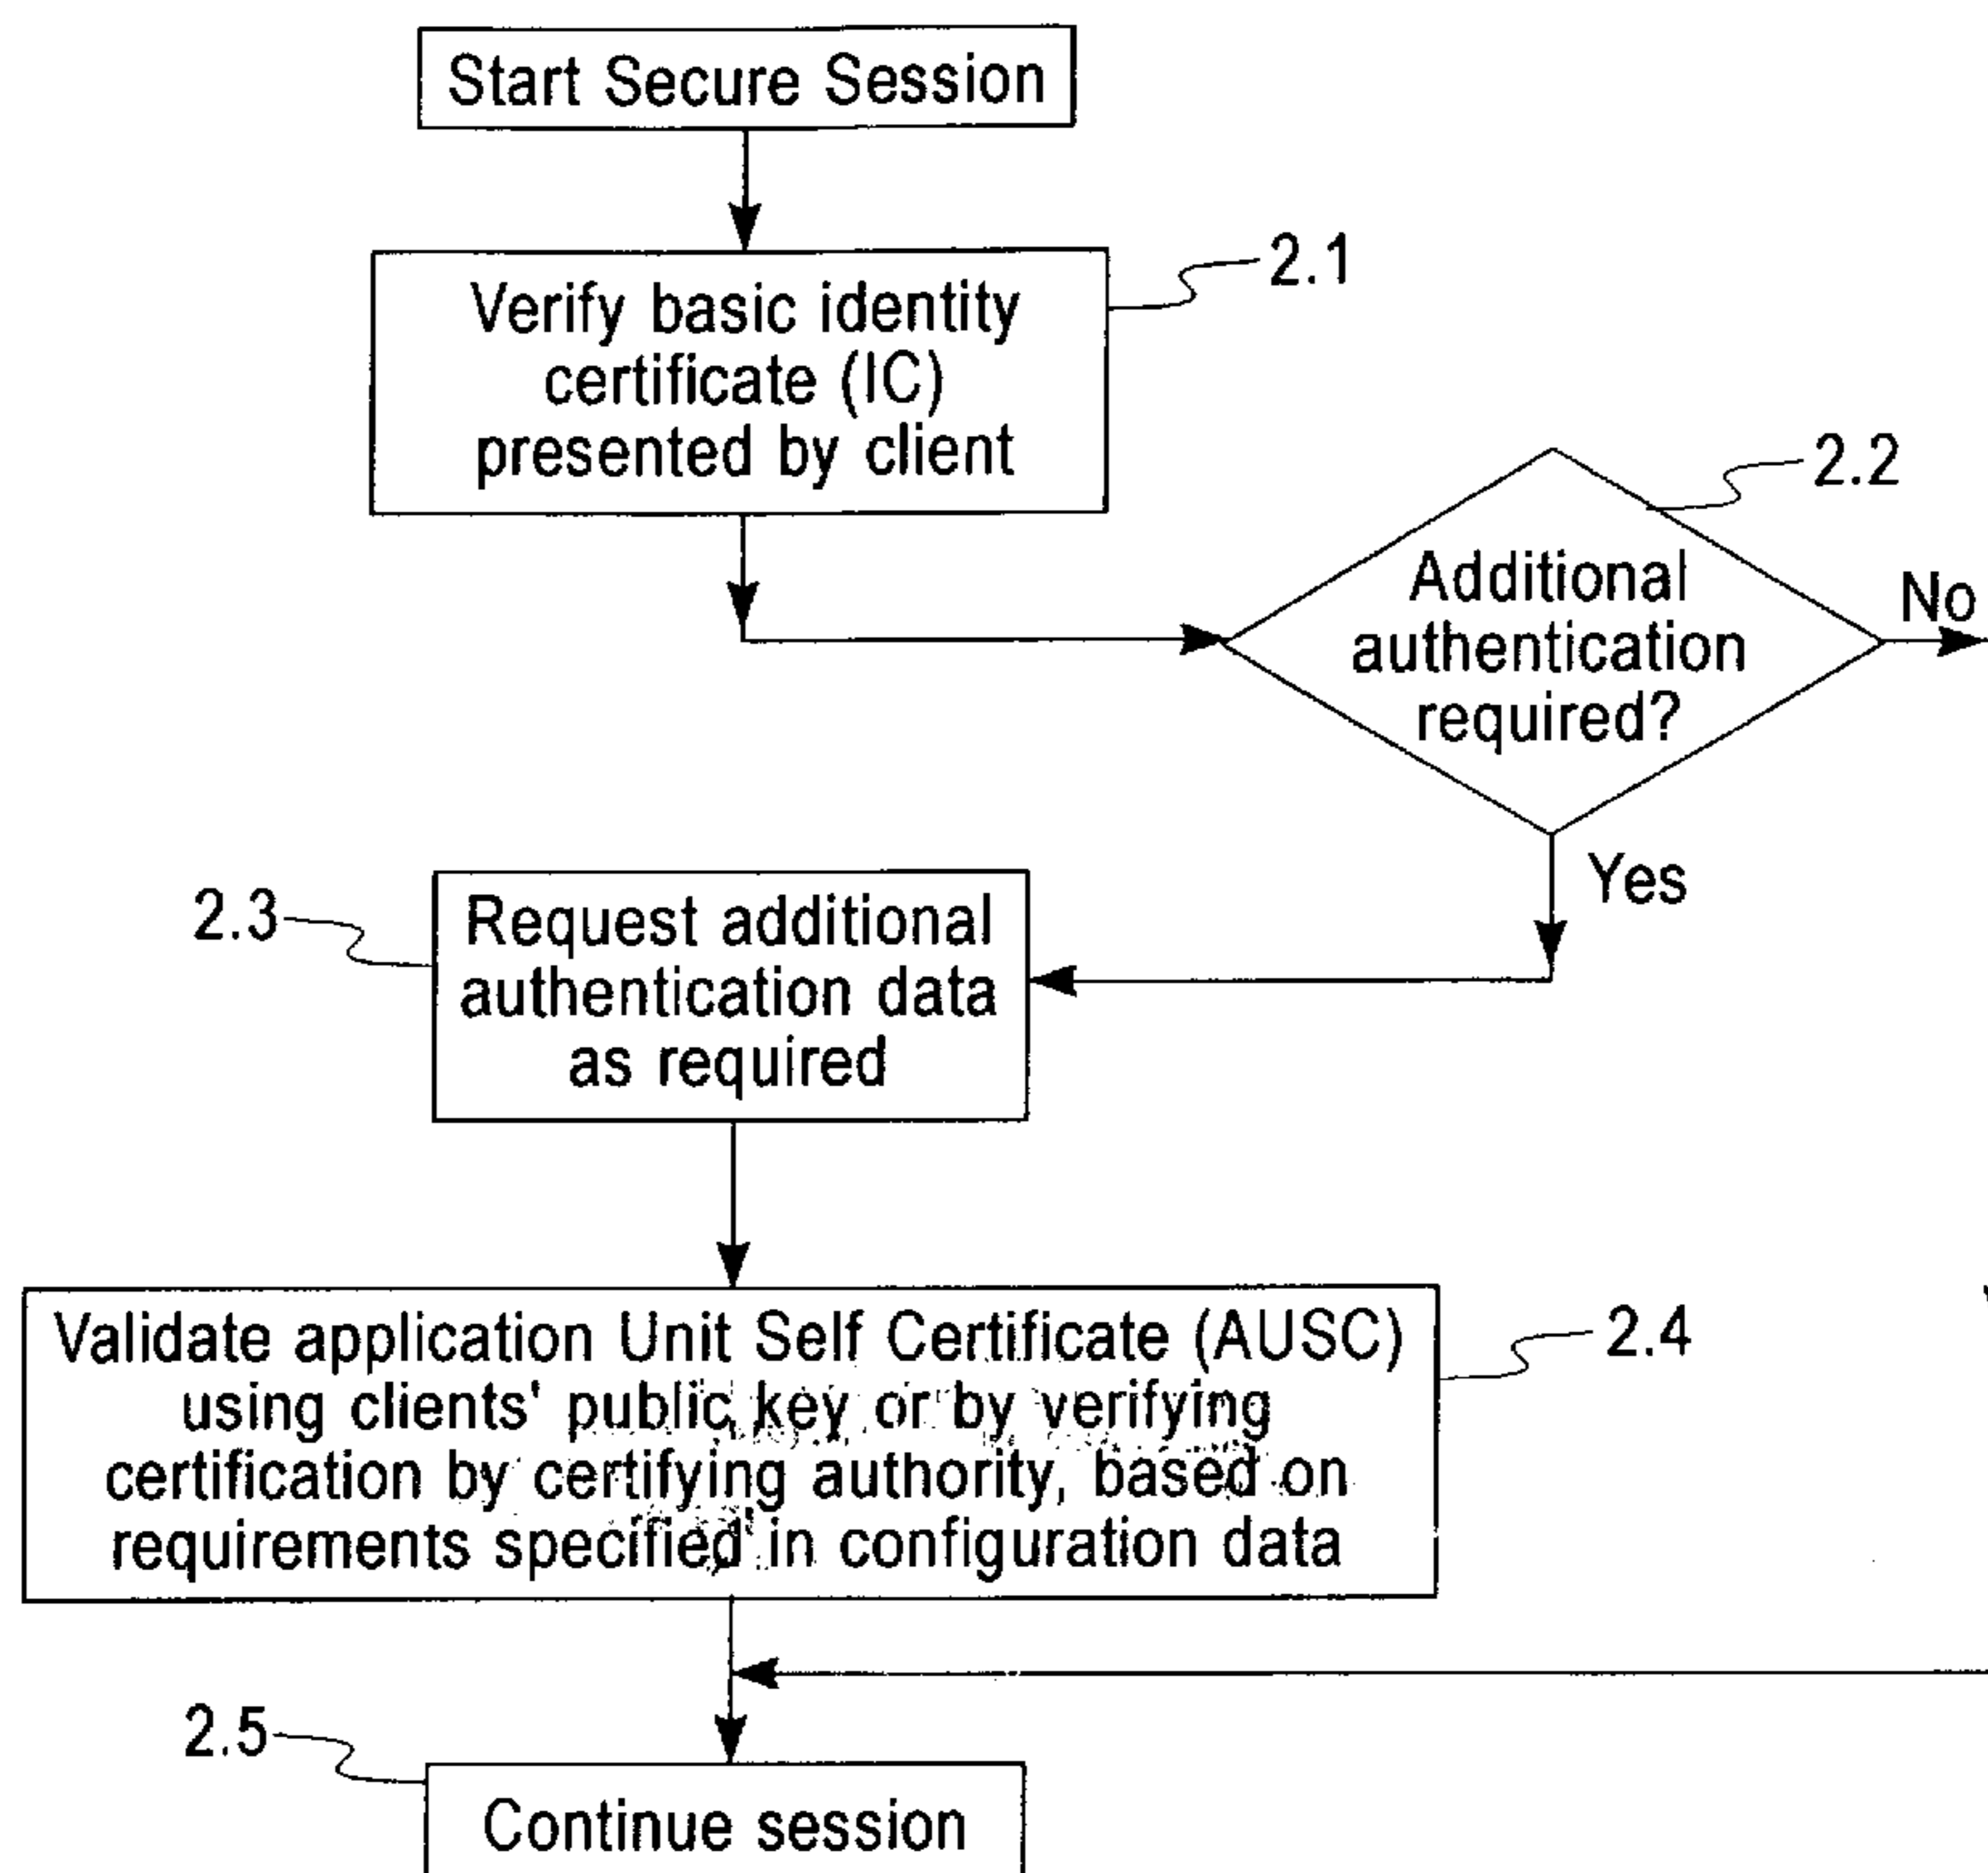 Start Secure Session
2.1
Verify basic identity
certificate (IC)
presented by client
2.2
Additional
authentication
required?
No
Yes
2.3
Request additional
authentication data
as required
2.4
Validate application Unit Self Certificate (AUSC)
using clients' public key or by verifying
certification by certifying authority, based on
requirements specified in configuration data
2.5
Continue session